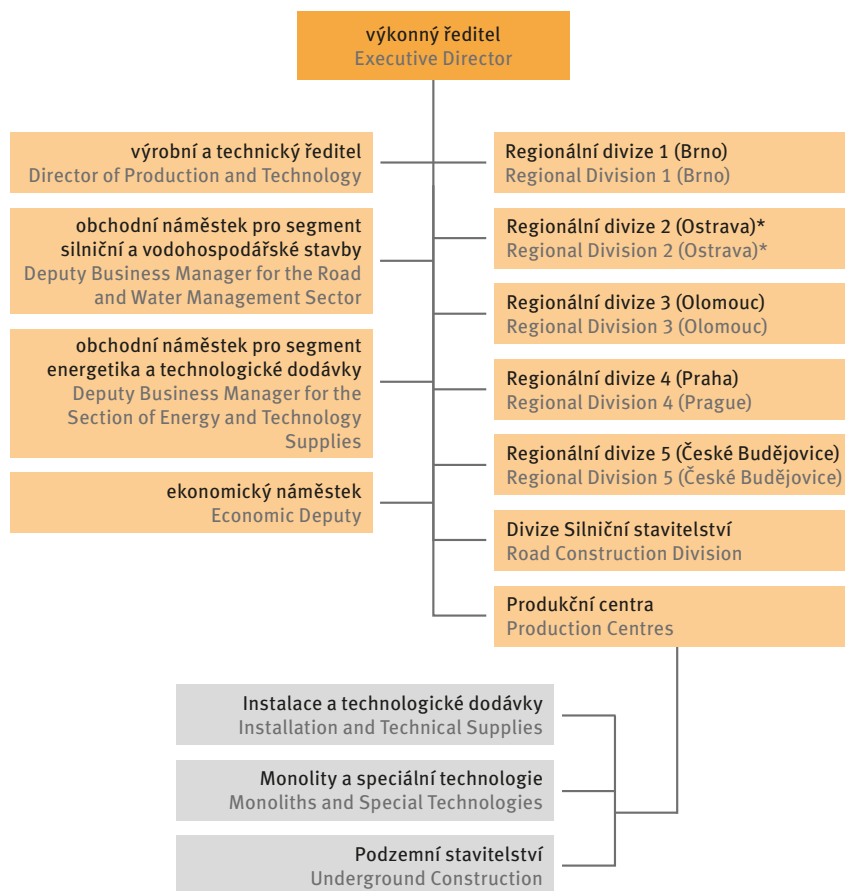 výkonný ředitel
Executive Director
výrobní a technický ředitel
Director of Production and Technology
obchodní náměstek pro segment
silniční a vodohospodářské stavby
Deputy Business Manager for the Road
and Water Management Sector
obchodní náměstek pro segment
energetika a technologické dodávky
Deputy Business Manager for the
Section of Energy and Technology
Supplies
ekonomický náměstek
Economic Deputy
Regionální divize 1 (Brno)
Regional Division 1 (Brno)
Regionální divize 2 (Ostrava)*
Regional Division 2 (Ostrava)*
Regionální divize 3 (Olomouc)
Regional Division 3 (Olomouc)
Regionální divize 4 (Praha)
Regional Division 4 (Prague)
Regionální divize 5 (České Budějovice)
Regional Division 5 (České Budějovice)
Divize Silniční stavitelství
Road Construction Division
Produkční centra
Production Centres
Instalace a technologické dodávky
Installation and Technical Supplies
Monolity a speciální technologie
Monoliths and Special Technologies
Podzemní stavitelství
Underground Construction